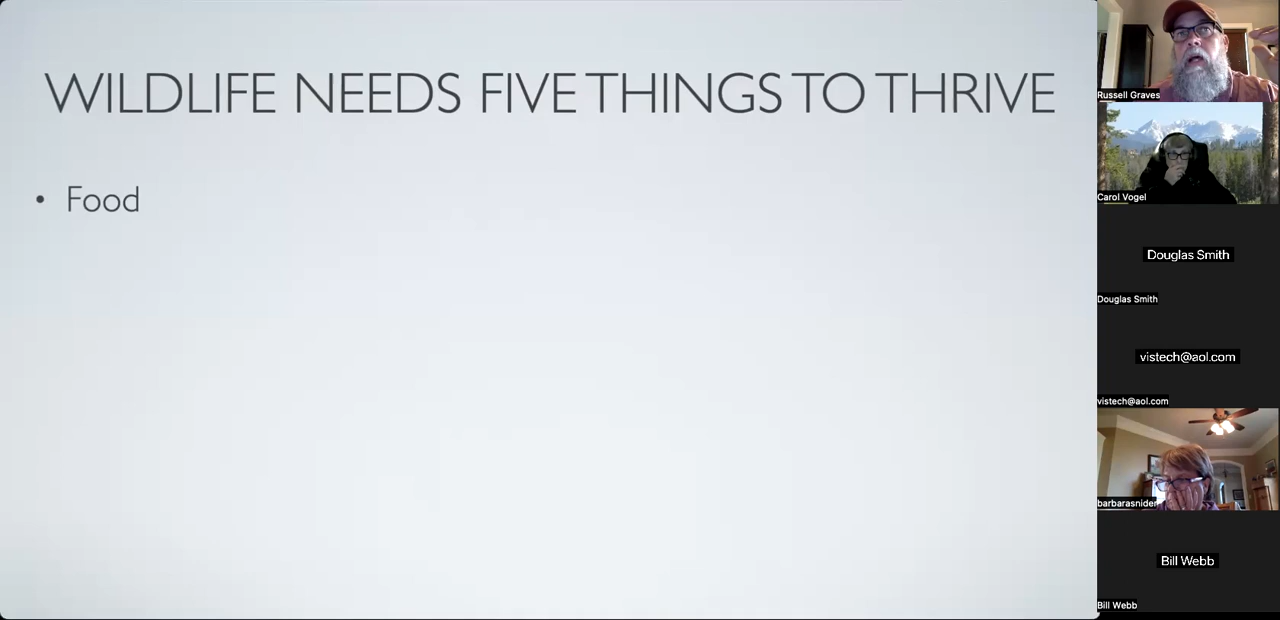 WILDLIFE NEEDS FIVE THINGS TO THRIVE
• Food
Russell Graves
Carol Vogel
Douglas Smith
Douglas Smith
vistech@aol.com
vistech@aol.com
barbarasnider
Bill Webb
Bill Webb